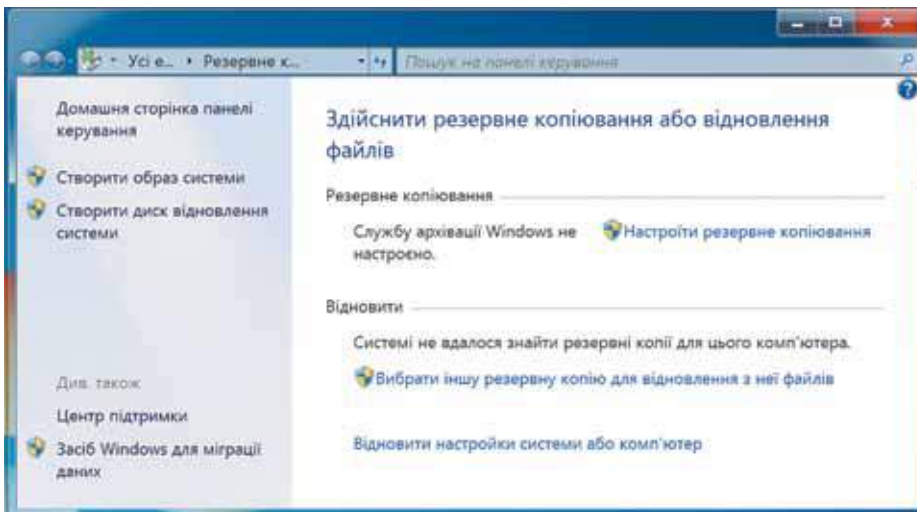 Усі е... ▸ Резервне к...
Пошук на панелі керування
Домашня сторінка панелі
керування
Створити образ системи
Створити диск відновлення
системи
Див. також
Центр підтримки
Засіб Windows для міграції
даних
Здійснити резервне копіювання або відновлення
файлів
Резервне копіювання
Службу архівації Windows не
настроєно.
Настроїти резервне копіювання
Відновити
Системі не вдалося знайти резервні копії для цього комп'ютера.
Вибрати іншу резервну копію для відновлення з неї файлів
Відновити настройки системи або комп'ютер